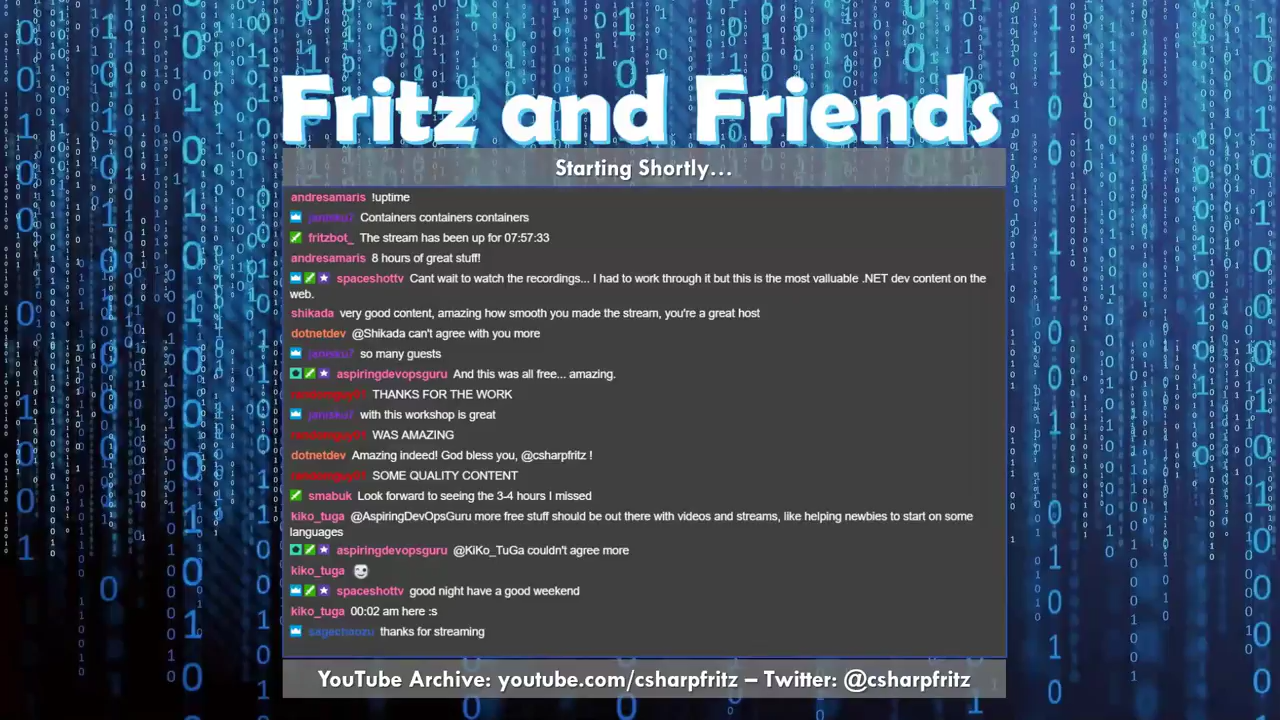 Fritz and Friends
Starting Shortly...
andresamaris !uptime
janisku7 Containers containers containers
fritzbot_ The stream has been up for 07:57:33
andresamaris 8 hours of great stuff!
spaceshottv Cant wait to watch the recordings... I had to work through it but this is the most valluable .NET dev content on the
web.
shikada very good content, amazing how smooth you made the stream, you're a great host
dotnetdev @Shikada can't agree with you more
janisku7 so many guests
aspiringdevopsguru And this was all free... amazing.
THANKS FOR THE WORK
janisku7 with this workshop is great
WAS AMAZING
dotnetdev Amazing indeed! God bless you, @csharpfritz !
SOME QUALITY CONTENT
smabuk Look forward to seeing the 3-4 hours I missed
kiko_tuga @AspiringDevOpsGuru more free stuff should be out there with videos and streams, like helping newbies to start on some
languages
aspiringdevopsguru @KiKo_TuGa couldn't agree more
kiko_tuga
spaceshottv good night have a good weekend
kiko_tuga 00:02 am here :s
thanks for streaming
YouTube Archive: youtube.com/csharpfritz – Twitter: @csharpfritz